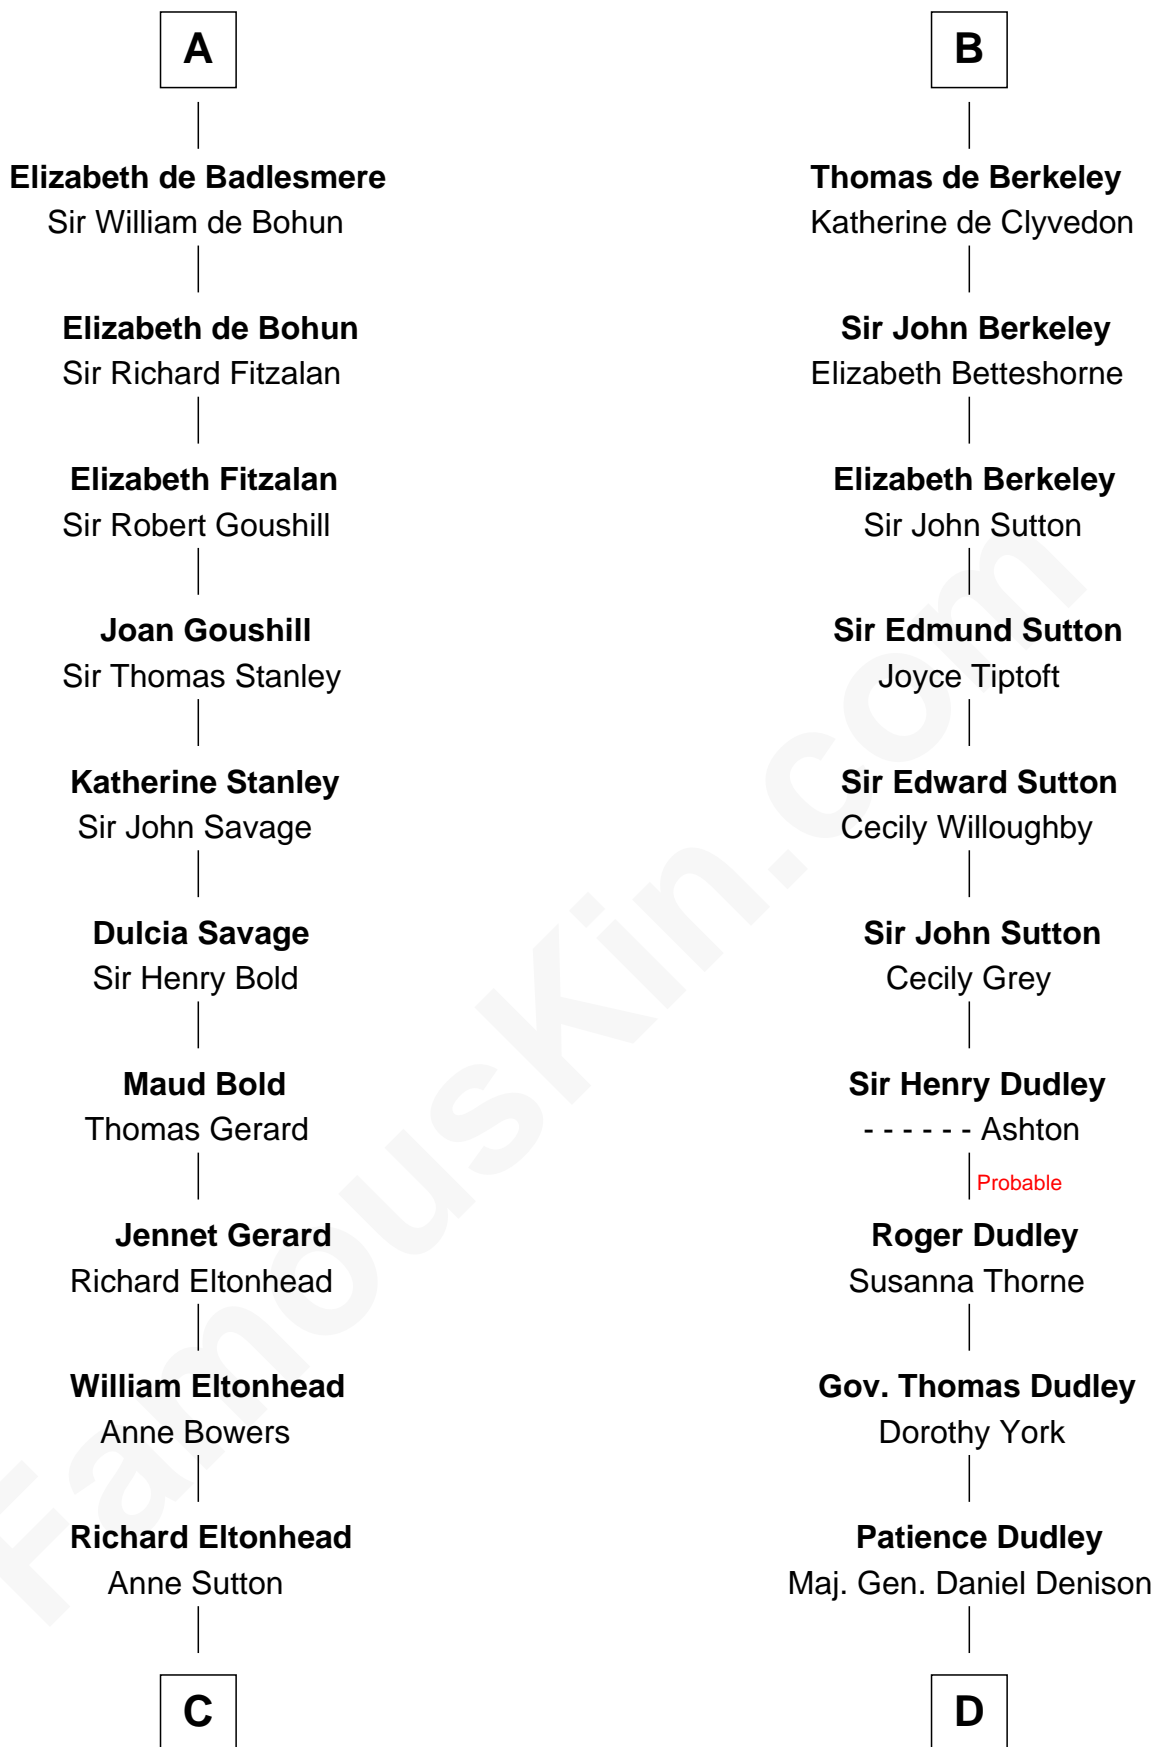 A
Elizabeth de Badlesmere
Sir William de Bohun
Elizabeth de Bohun
Sir Richard Fitzalan
Elizabeth Fitzalan
Sir Robert Goushill
Joan Goushill
Sir Thomas Stanley
Katherine Stanley
Sir John Savage
Dulcia Savage
Sir Henry Bold
Maud Bold
Thomas Gerard
Jennet Gerard
Richard Eltonhead
William Eltonhead
Anne Bowers
Richard Eltonhead
Anne Sutton
C
B
Thomas de Berkeley
Katherine de Clyvedon
Sir John Berkeley
Elizabeth Betteshorne
Elizabeth Berkeley
Sir John Sutton
Sir Edmund Sutton
Joyce Tiptoft
Sir Edward Sutton
Cecily Willoughby
Sir John Sutton
Cecily Grey
Sir Henry Dudley
- - - - - - Ashton
Probable
Roger Dudley
Susanna Thorne
Gov. Thomas Dudley
Dorothy York
Patience Dudley
Maj. Gen. Daniel Denison
D
FamousKin.com